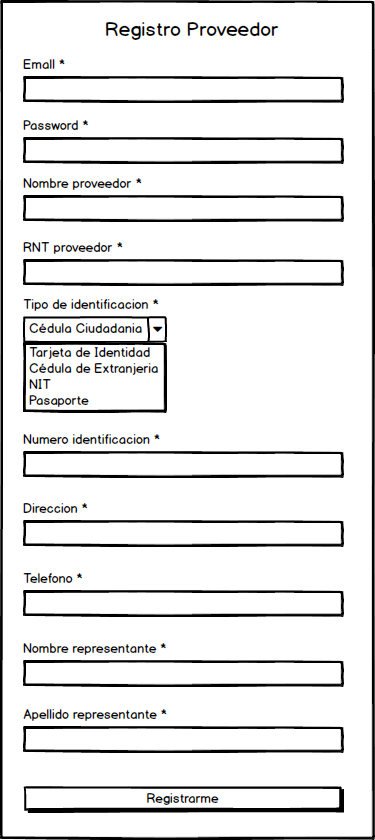 Registro Proveedor
Email *
Password *
Nombre proveedor *
RNT proveedor *
Tipo de identificacion *
Cédula Ciudadania
Tarjeta de Identidad
Cédula de Extranjeria
NIT
Pasaporte
Numero identificacion *
Direccion *
Telefono *
Nombre representante *
Apellido representante *
Registrarme